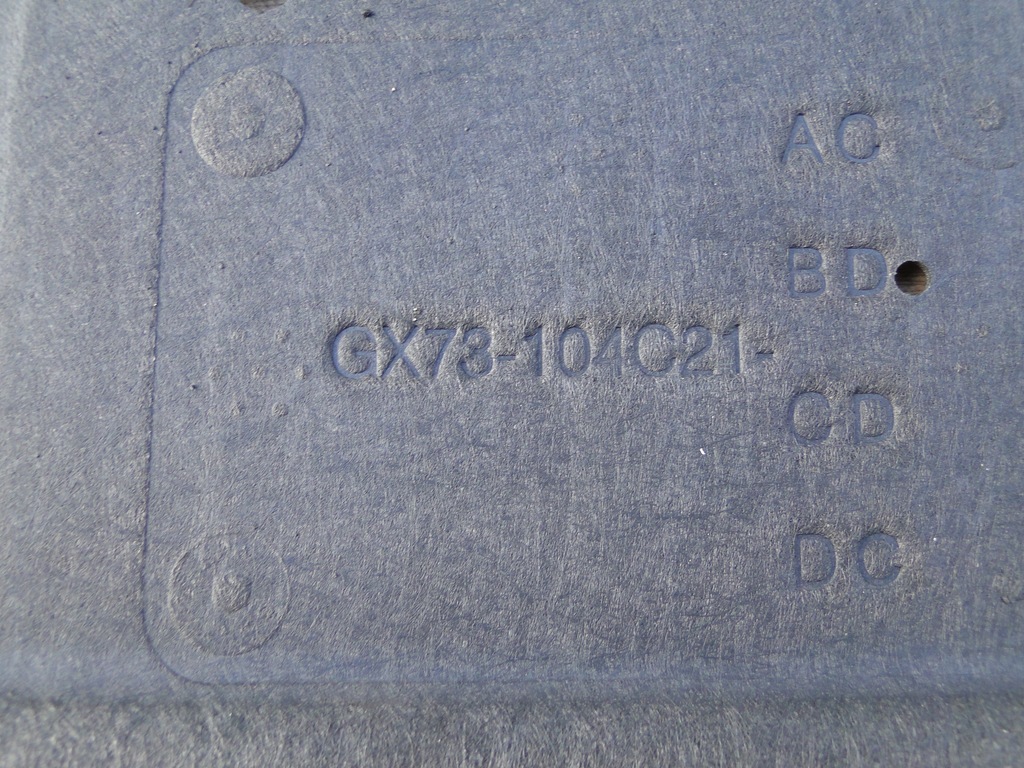 AC
BD
GX73-104C21-
CD
DC